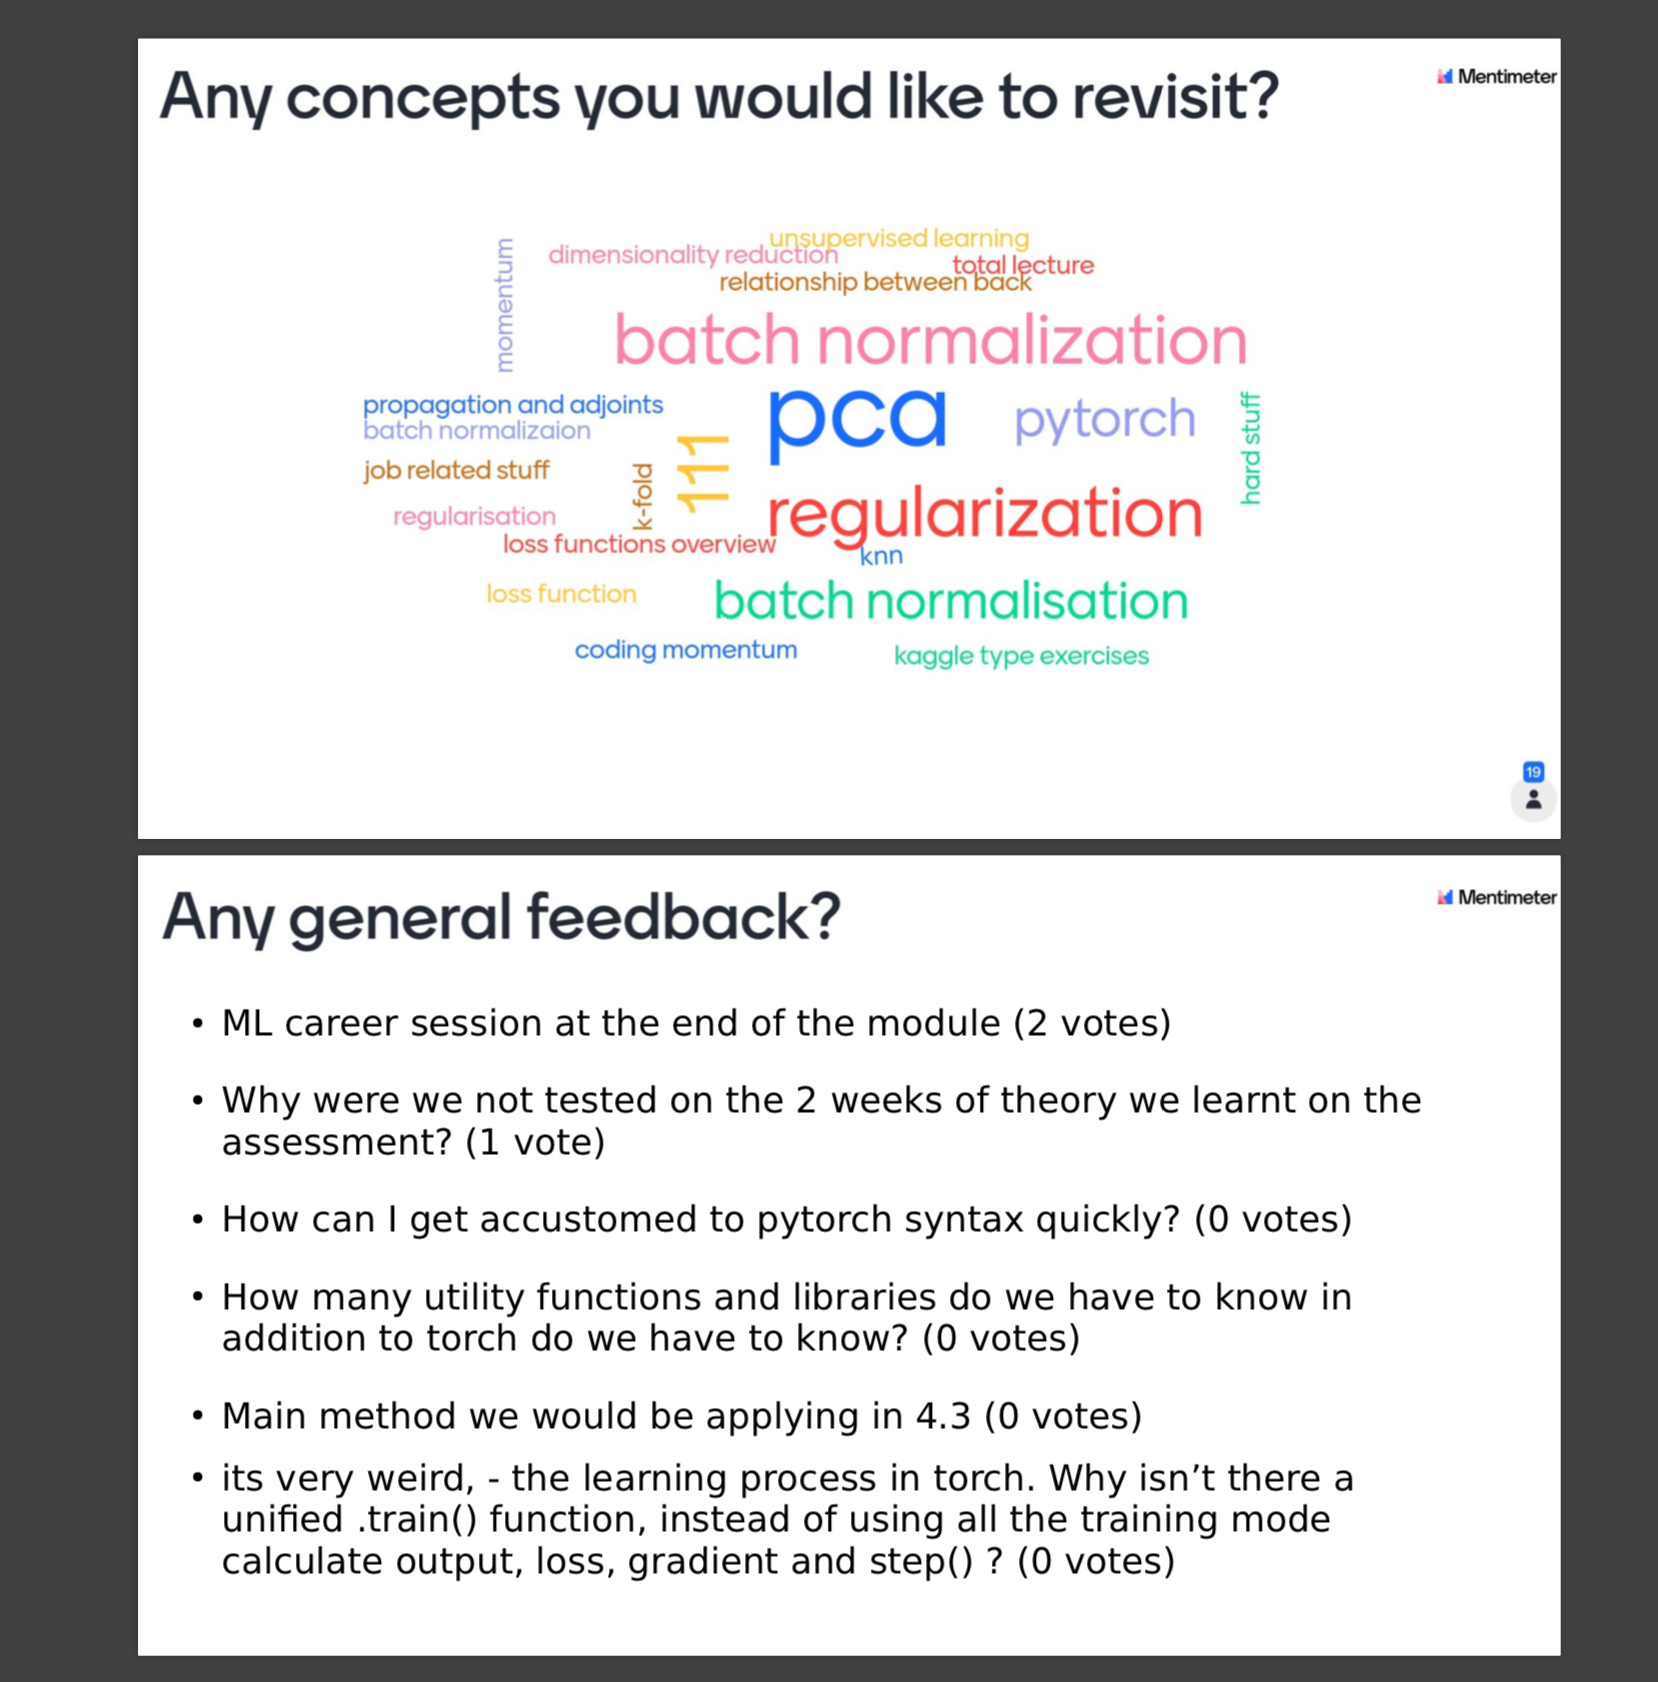 Any concepts you would like to revisit?
Mentimeter
unsupervised learning
momentum
dimensionality reduction
total lecture
relationship between back
batch normalization
propagation and adjoints
pca
pytorch
hard stuff
batch normalizaion
111
job related stuff
k-fold
regularisation
regularization
loss functions overview
knn
loss function
batch normalisation
coding momentum
kaggle type exercises
19
Any general feedback?
Mentimeter
• ML career session at the end of the module (2 votes)
• Why were we not tested on the 2 weeks of theory we learnt on the
assessment? (1 vote)
• How can I get accustomed to pytorch syntax quickly? (0 votes)
• How many utility functions and libraries do we have to know in
addition to torch do we have to know? (0 votes)
• Main method we would be applying in 4.3 (0 votes)
• its very weird, - the learning process in torch. Why isn’t there a
unified .train() function, instead of using all the training mode
calculate output, loss, gradient and step() ? (0 votes)